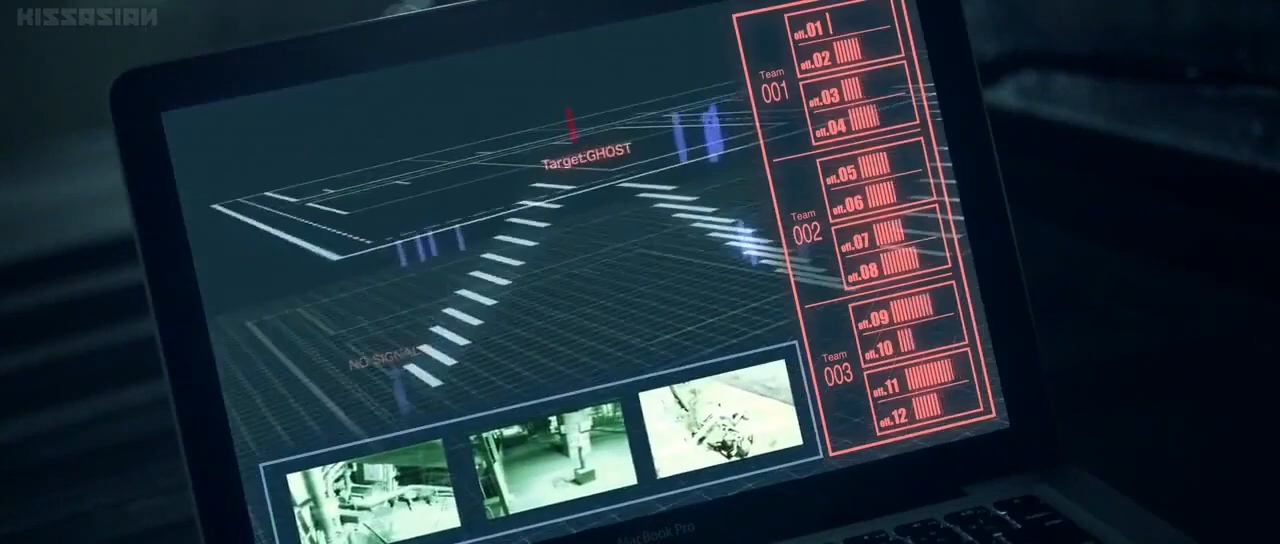 KISSASIAN
Team
001
off.01
off.02
off.03
off.04
Target:GHOST
Team
002
off.05
off.06
off.07
off.08
NO SIGNAL
Team
003
off.09
off.10
off.11
off.12
MacBook Pro